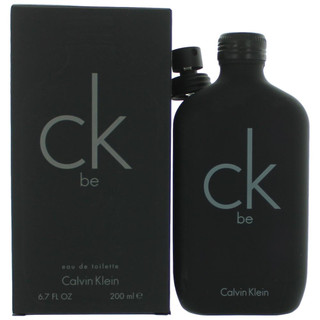 ck
be
eau de toilette
Calvin Klein
6.7 FL OZ 200 ml ℮
ck
be
Calvin Klein